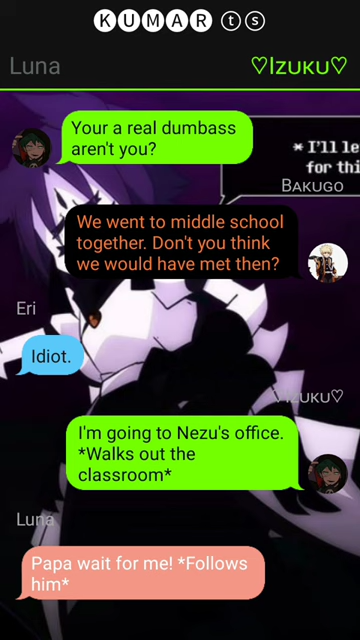 KUMAR ts
Luna
♡Izuku♡
Your a real dumbass
aren't you?
* I'll le
for thi
Bakugo
We went to middle school
together. Don't you think
we would have met then?
Eri
Idiot.
♡Izuku♡
I'm going to Nezu's office.
*Walks out the
classroom*
Luna
Papa wait for me! *Follows
him*